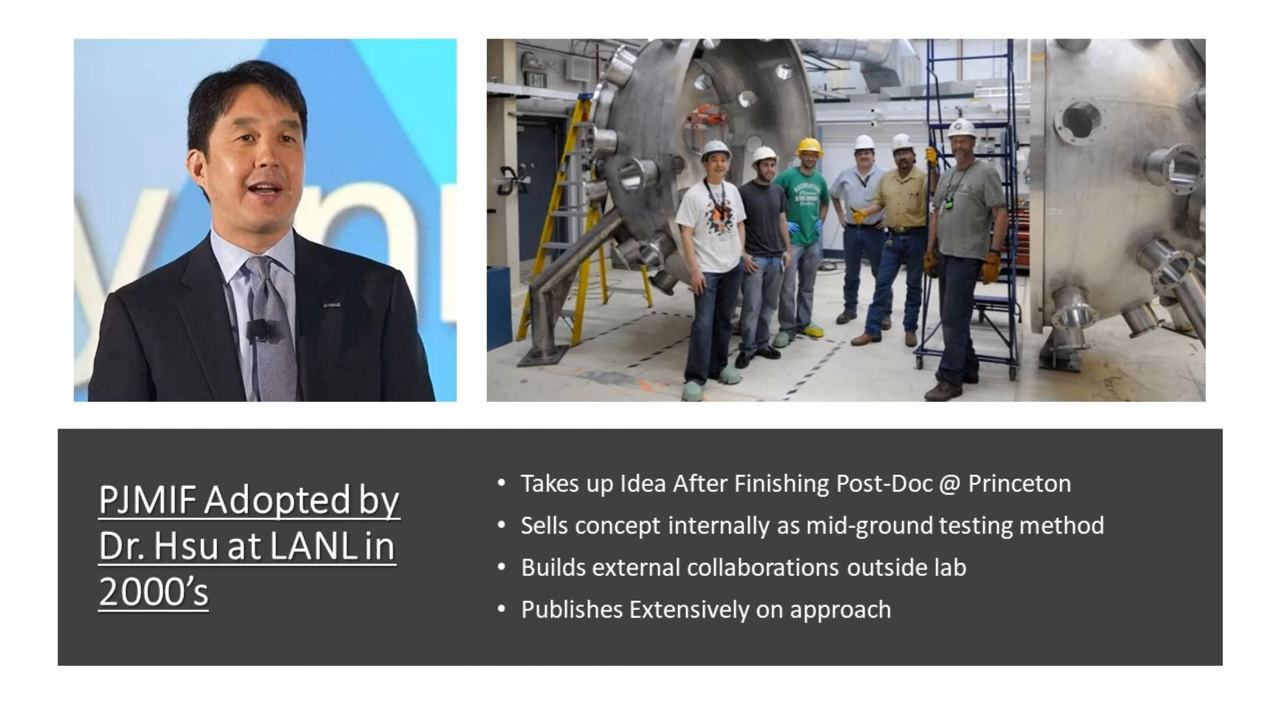 PJMIF Adopted by
Dr. Hsu at LANL in
2000’s
• Takes up Idea After Finishing Post-Doc @ Princeton
• Sells concept internally as mid-ground testing method
• Builds external collaborations outside lab
• Publishes Extensively on approach